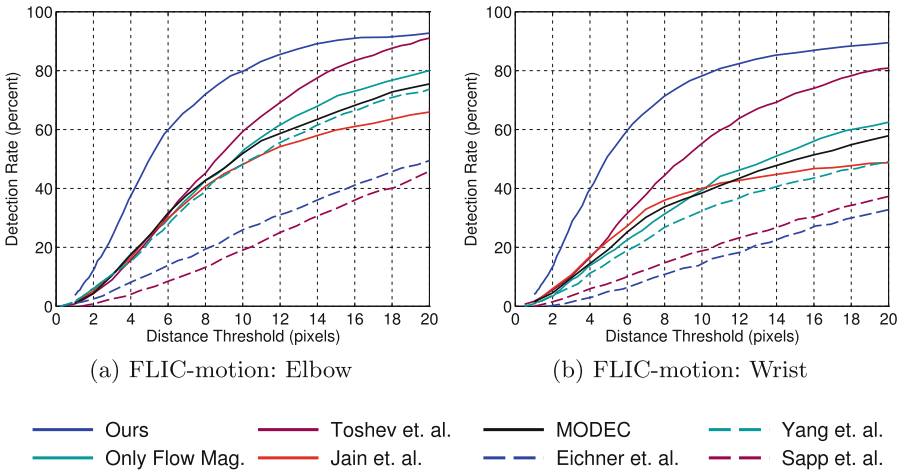 100
80
60
40
20
0
Detection Rate (percent)
0 2 4 6 8 10 12 14 16 18 20
Distance Threshold (pixels)
(a) FLIC-motion: Elbow
100
80
60
40
20
0
Detection Rate (percent)
0 2 4 6 8 10 12 14 16 18 20
Distance Threshold (pixels)
(b) FLIC-motion: Wrist
Ours
Toshev et. al.
MODEC
Yang et. al.
Only Flow Mag.
Jain et. al.
Eichner et. al.
Sapp et. al.